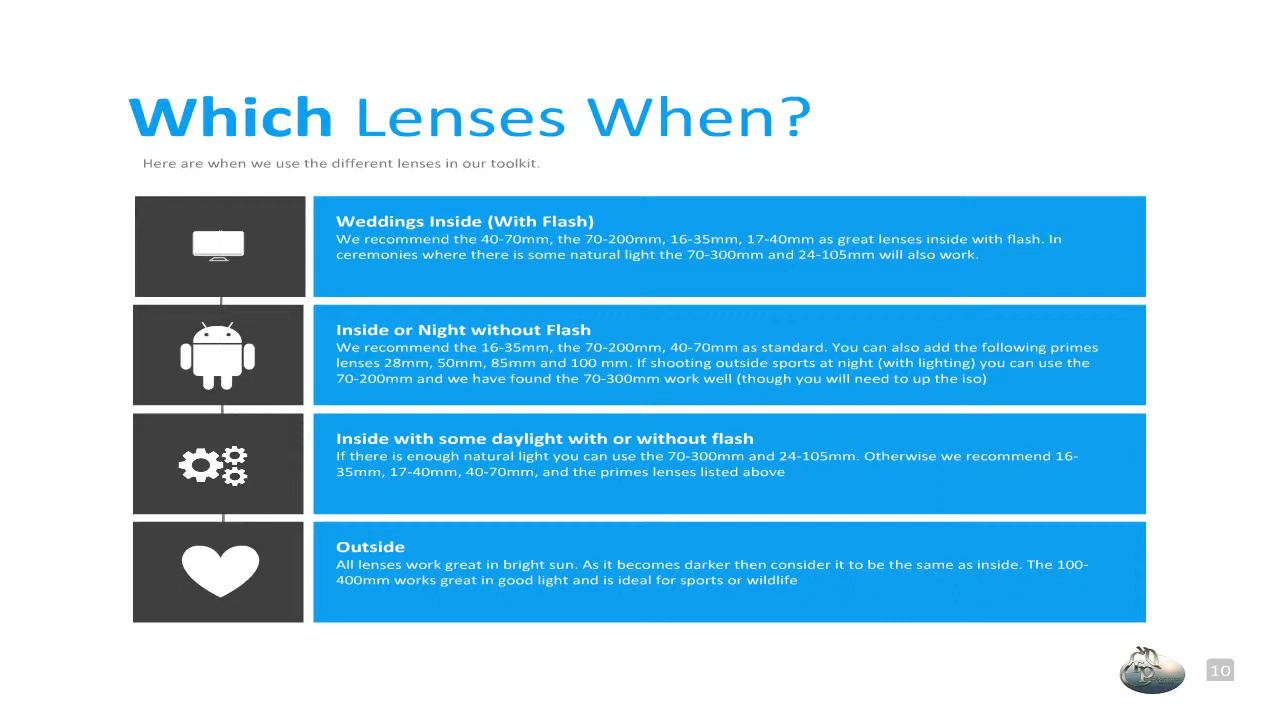 Which Lenses When?
Here are when we use the different lenses in our toolkit.
Weddings Inside (With Flash)
We recommend the 40-70mm, the 70-200mm, 16-35mm, 17-40mm as great lenses inside with flash. In
ceremonies where there is some natural light the 70-300mm and 24-105mm will also work.
Inside or Night without Flash
We recommend the 16-35mm, the 70-200mm, 40-70mm as standard. You can also add the following primes
lenses 28mm, 50mm, 85mm and 100 mm. If shooting outside sports at night (with lighting) you can use the
70-200mm and we have found the 70-300mm work well (though you will need to up the iso)
Inside with some daylight with or without flash
If there is enough natural light you can use the 70-300mm and 24-105mm. Otherwise we recommend 16-
35mm, 17-40mm, 40-70mm, and the primes lenses listed above
Outside
All lenses work great in bright sun. As it becomes darker then consider it to be the same as inside. The 100-
400mm works great in good light and is ideal for sports or wildlife
10